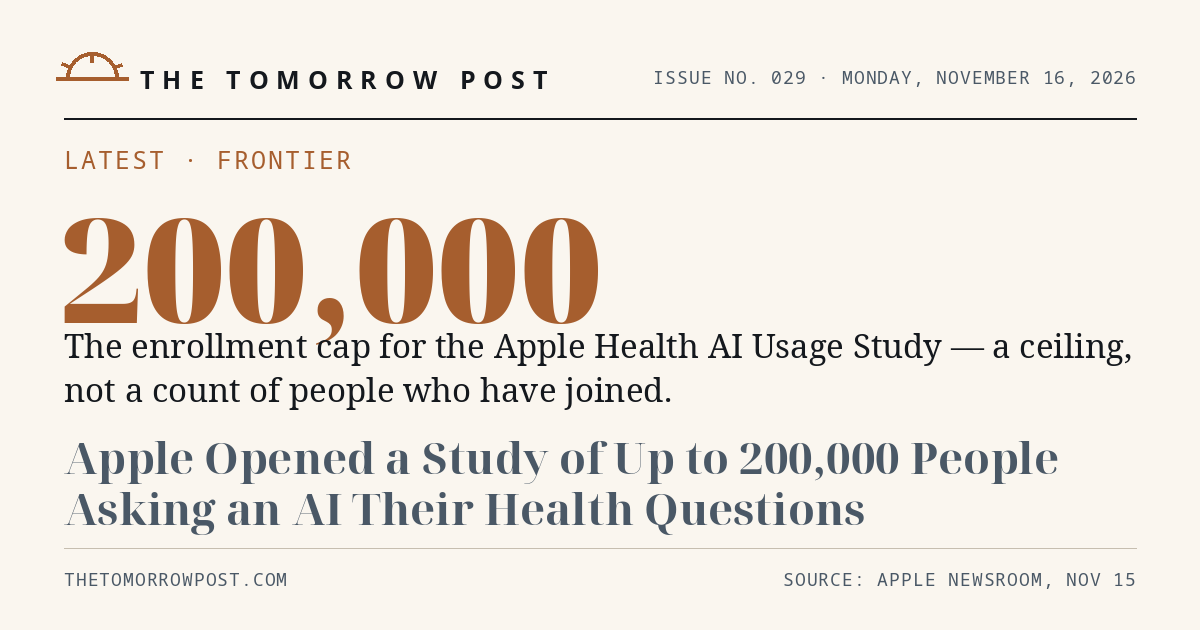 THE TOMORROW POST
ISSUE NO. 029 · MONDAY, NOVEMBER 16, 2026
LATEST · FRONTIER
200,000
The enrollment cap for the Apple Health AI Usage Study — a ceiling,
not a count of people who have joined.
Apple Opened a Study of Up to 200,000 People
Asking an AI Their Health Questions
THETOMORROWPOST.COM
SOURCE: APPLE NEWSROOM, NOV 15